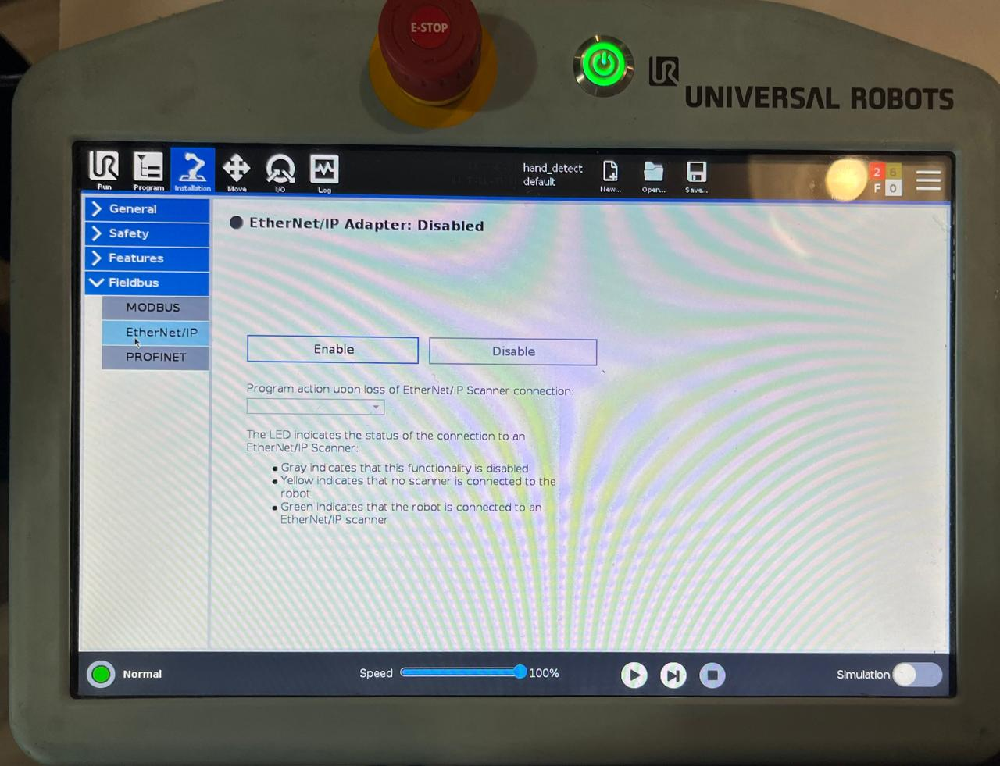 E-STOP
UR
UNIVERSAL ROBOTS
UR
Run
Program
Installation
Move
I/O
Log
hand_detect
default
New...
Open...
Save...
2 6
F 0
General
Safety
Features
Fieldbus
MODBUS
EtherNet/IP
PROFINET
EtherNet/IP Adapter: Disabled
Enable
Disable
Program action upon loss of EtherNet/IP Scanner connection:
The LED indicates the status of the connection to an
EtherNet/IP Scanner:
• Gray indicates that this functionality is disabled
• Yellow indicates that no scanner is connected to the
robot
• Green indicates that the robot is connected to an
EtherNet/IP scanner
Normal
Speed
100%
Simulation